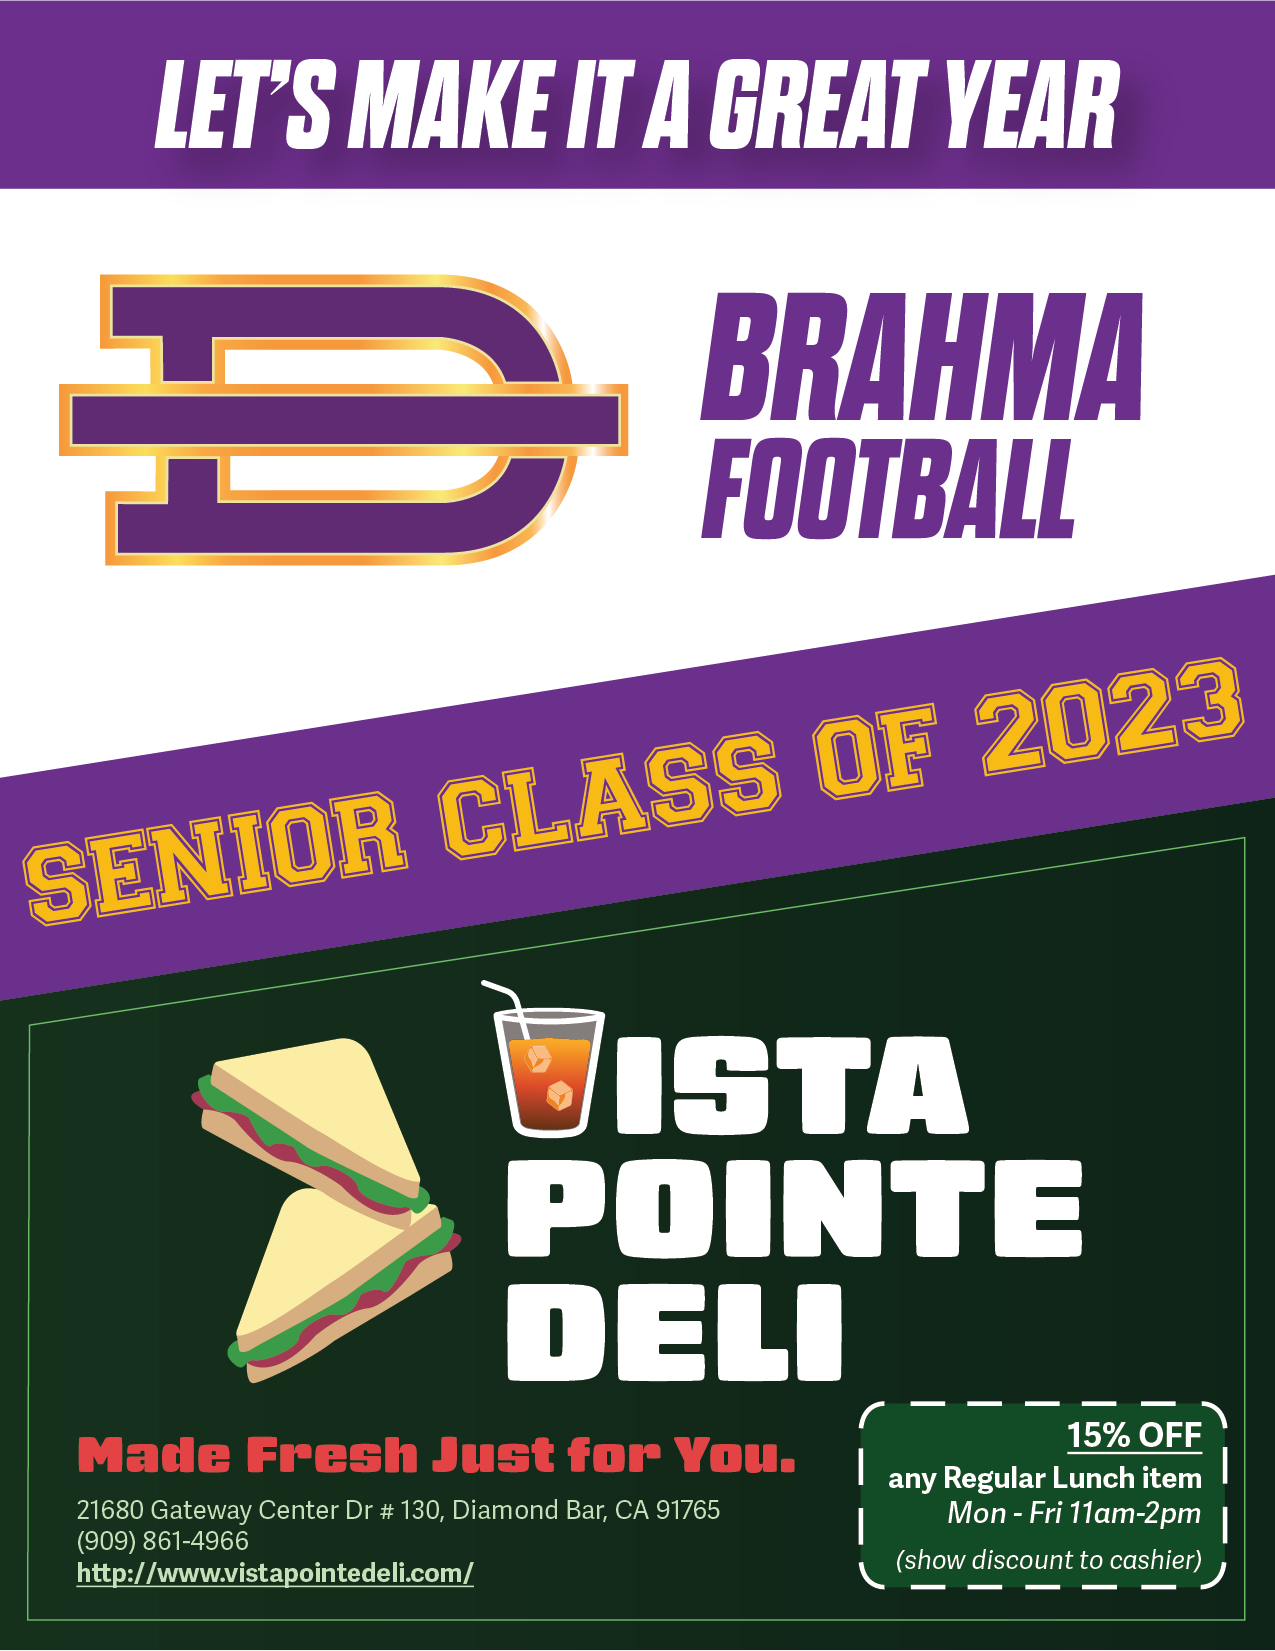 LET'S MAKE IT A GREAT YEAR
D
BRAHMA
FOOTBALL
SENIOR CLASS OF 2023
VISTA
POINTE
DELI
Made Fresh Just for You.
21680 Gateway Center Dr # 130, Diamond Bar, CA 91765
(909) 861-4966
http://www.vistapointedeli.com/
15% OFF
any Regular Lunch item
Mon - Fri 11am-2pm
(show discount to cashier)